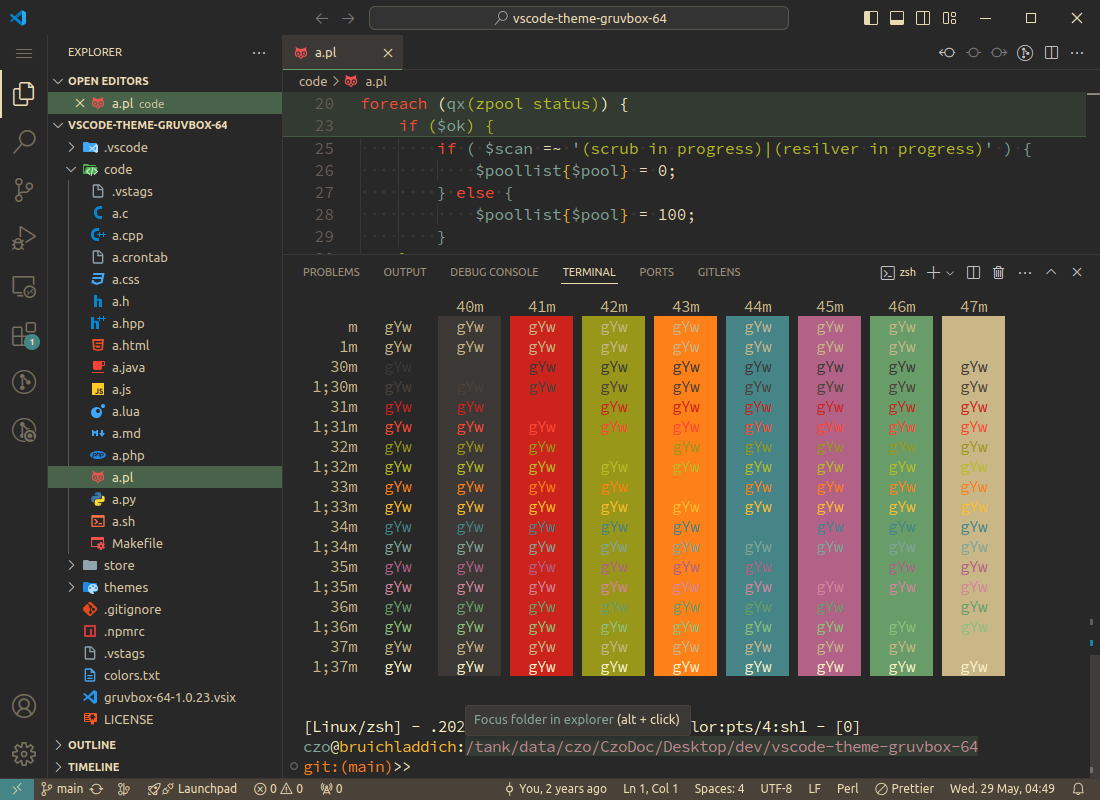 vscode-theme-gruvbox-64
EXPLORER
OPEN EDITORS
a.pl code
VSCODE-THEME-GRUVBOX-64
.vscode
code
.vstags
a.c
a.cpp
a.crontab
a.css
a.h
a.hpp
a.html
a.java
a.js
a.lua
a.md
a.php
a.pl
a.py
a.sh
Makefile
store
themes
.gitignore
.npmrc
.vstags
colors.txt
gruvbox-64-1.0.23.vsix
LICENSE
OUTLINE
TIMELINE
1
a.pl
code > a.pl
20 foreach (qx(zpool status)) {
23 if ($ok) {
25 if ( $scan =~ '(scrub in progress)|(resilver in progress)' ) {
26 $poollist{$pool} = 0;
27 } else {
28 $poollist{$pool} = 100;
29 }
PROBLEMS OUTPUT DEBUG CONSOLE TERMINAL PORTS GITLENS zsh
40m 41m 42m 43m 44m 45m 46m 47m
m gYw gYw gYw gYw gYw gYw gYw gYw
1m gYw gYw gYw gYw gYw gYw gYw gYw
30m gYw gYw gYw gYw gYw gYw gYw gYw
1;30m gYw gYw gYw gYw gYw gYw gYw gYw gYw
31m gYw gYw gYw gYw gYw gYw gYw gYw
1;31m gYw gYw gYw gYw gYw gYw gYw gYw gYw
32m gYw gYw gYw gYw gYw gYw gYw gYw
1;32m gYw gYw gYw gYw gYw gYw gYw gYw gYw
33m gYw gYw gYw gYw gYw gYw gYw gYw
1;33m gYw gYw gYw gYw gYw gYw gYw gYw gYw
34m gYw gYw gYw gYw gYw gYw gYw gYw
1;34m gYw gYw gYw gYw gYw gYw gYw gYw gYw
35m gYw gYw gYw gYw gYw gYw gYw gYw
1;35m gYw gYw gYw gYw gYw gYw gYw gYw gYw
36m gYw gYw gYw gYw gYw gYw gYw gYw
1;36m gYw gYw gYw gYw gYw gYw gYw gYw gYw
37m gYw gYw gYw gYw gYw gYw gYw gYw
1;37m gYw gYw gYw gYw gYw gYw gYw gYw gYw
Focus folder in explorer (alt + click)
[Linux/zsh] - .202 lor:pts/4:sh1 - [0]
czo@bruichladdich:/tank/data/czo/CzoDoc/Desktop/dev/vscode-theme-gruvbox-64
git:(main)>>
main Launchpad 0 0 0 You, 2 years ago Ln 1, Col 1 Spaces: 4 UTF-8 LF Perl Prettier Wed. 29 May, 04:49